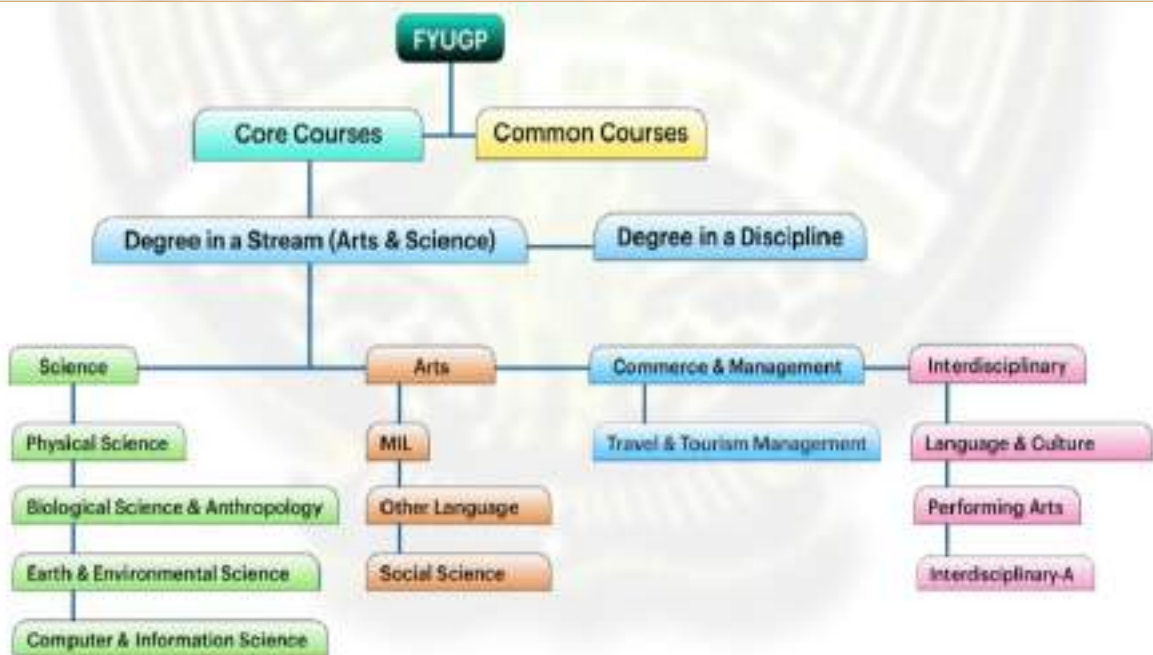 FYUGP
Core Courses
Common Courses
Degree in a Stream (Arts & Science)
Degree in a Discipline
Science
Arts
Commerce & Management
Interdisciplinary
Physical Science
MIL
Travel & Tourism Management
Language & Culture
Biological Science & Anthropology
Other Language
Performing Arts
Earth & Environmental Science
Social Science
Interdisciplinary-A
Computer & Information Science